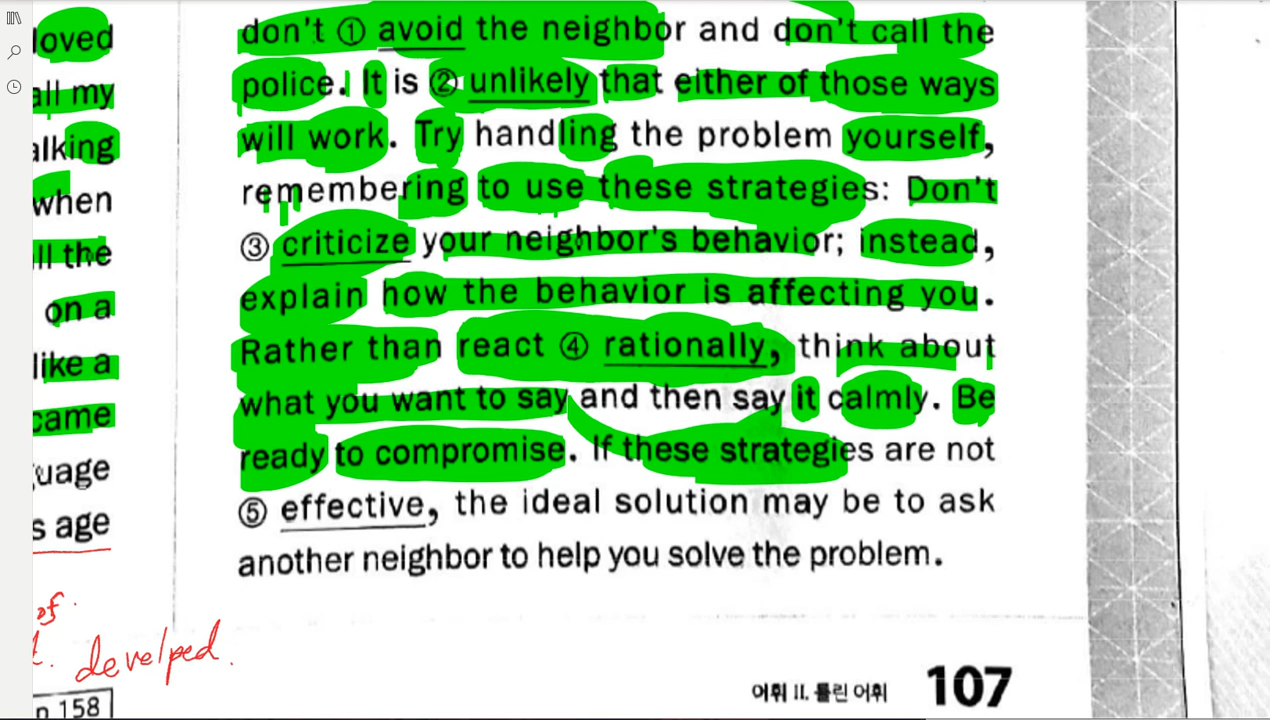 loved
all my
alking
when
ll the
on a
like a
came
uage
s age
of.
t. develped.
n 158
don't ① avoid the neighbor and don't call the
police. It is ② unlikely that either of those ways
will work. Try handling the problem yourself,
remembering to use these strategies: Don't
③ criticize your neighbor's behavior; instead,
explain how the behavior is affecting you.
Rather than react ④ rationally, think about
what you want to say and then say it calmly. Be
ready to compromise. If these strategies are not
⑤ effective, the ideal solution may be to ask
another neighbor to help you solve the problem.
어휘 II. 틀린 어휘 107